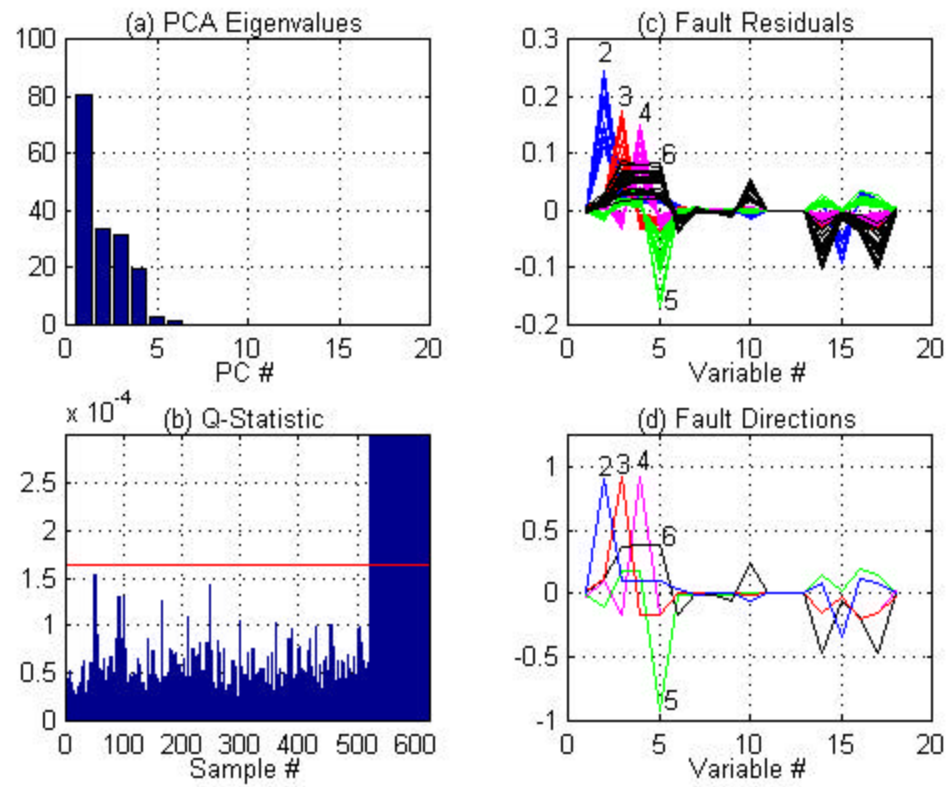 (a) PCA Eigenvalues
100
80
60
40
20
0
0 5 10 15 20
PC #
(c) Fault Residuals
0.3
0.2
0.1
0
-0.1
-0.2
2
3
4
6
5
0 5 10 15 20
Variable #
x 10-4
(b) Q-Statistic
2.5
2
1.5
1
0.5
0
0 100 200 300 400 500 600
Sample #
(d) Fault Directions
1
0.5
0
-0.5
-1
2 3 4
6
5
0 5 10 15 20
Variable #